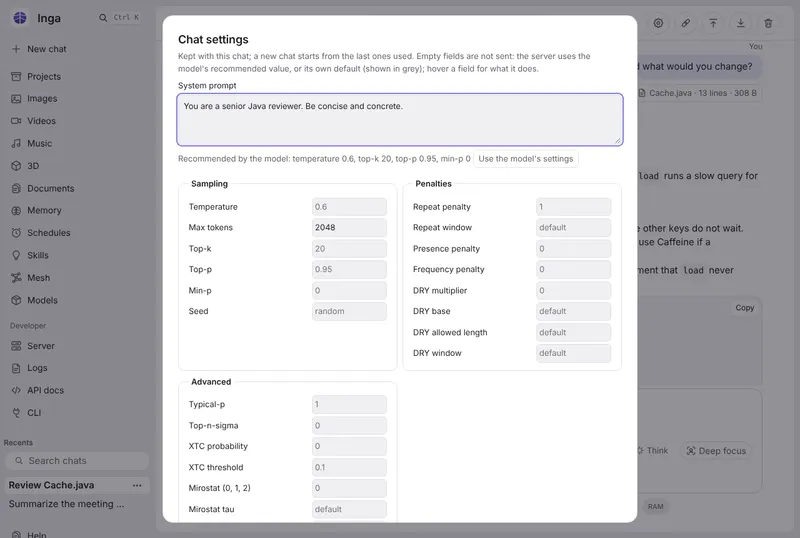 Inga
Ctrl K
New chat
Projects
Images
Videos
Music
3D
Documents
Memory
Schedules
Skills
Mesh
Models
Developer
Server
Logs
API docs
CLI
Recents
Search chats
Review Cache.java
Summarize the meeting ...
Help
Chat settings
Kept with this chat; a new chat starts from the last ones used. Empty fields are not sent: the server uses the
model's recommended value, or its own default (shown in grey); hover a field for what it does.
System prompt
You are a senior Java reviewer. Be concise and concrete.
Recommended by the model: temperature 0.6, top-k 20, top-p 0.95, min-p 0 Use the model's settings
Sampling
Temperature 0.6
Max tokens 2048
Top-k 20
Top-p 0.95
Min-p 0
Seed random
Penalties
Repeat penalty 1
Repeat window default
Presence penalty 0
Frequency penalty 0
DRY multiplier 0
DRY base default
DRY allowed length default
DRY window default
Advanced
Typical-p 1
Top-n-sigma 0
XTC probability 0
XTC threshold 0.1
Mirostat (0, 1, 2) 0
Mirostat tau default
You
d what would you change?
Cache.java · 13 lines · 308 B
load runs a slow query for
e other keys do not wait.
use Caffeine if a
ment that load never
Copy
Think
Deep focus
RAM